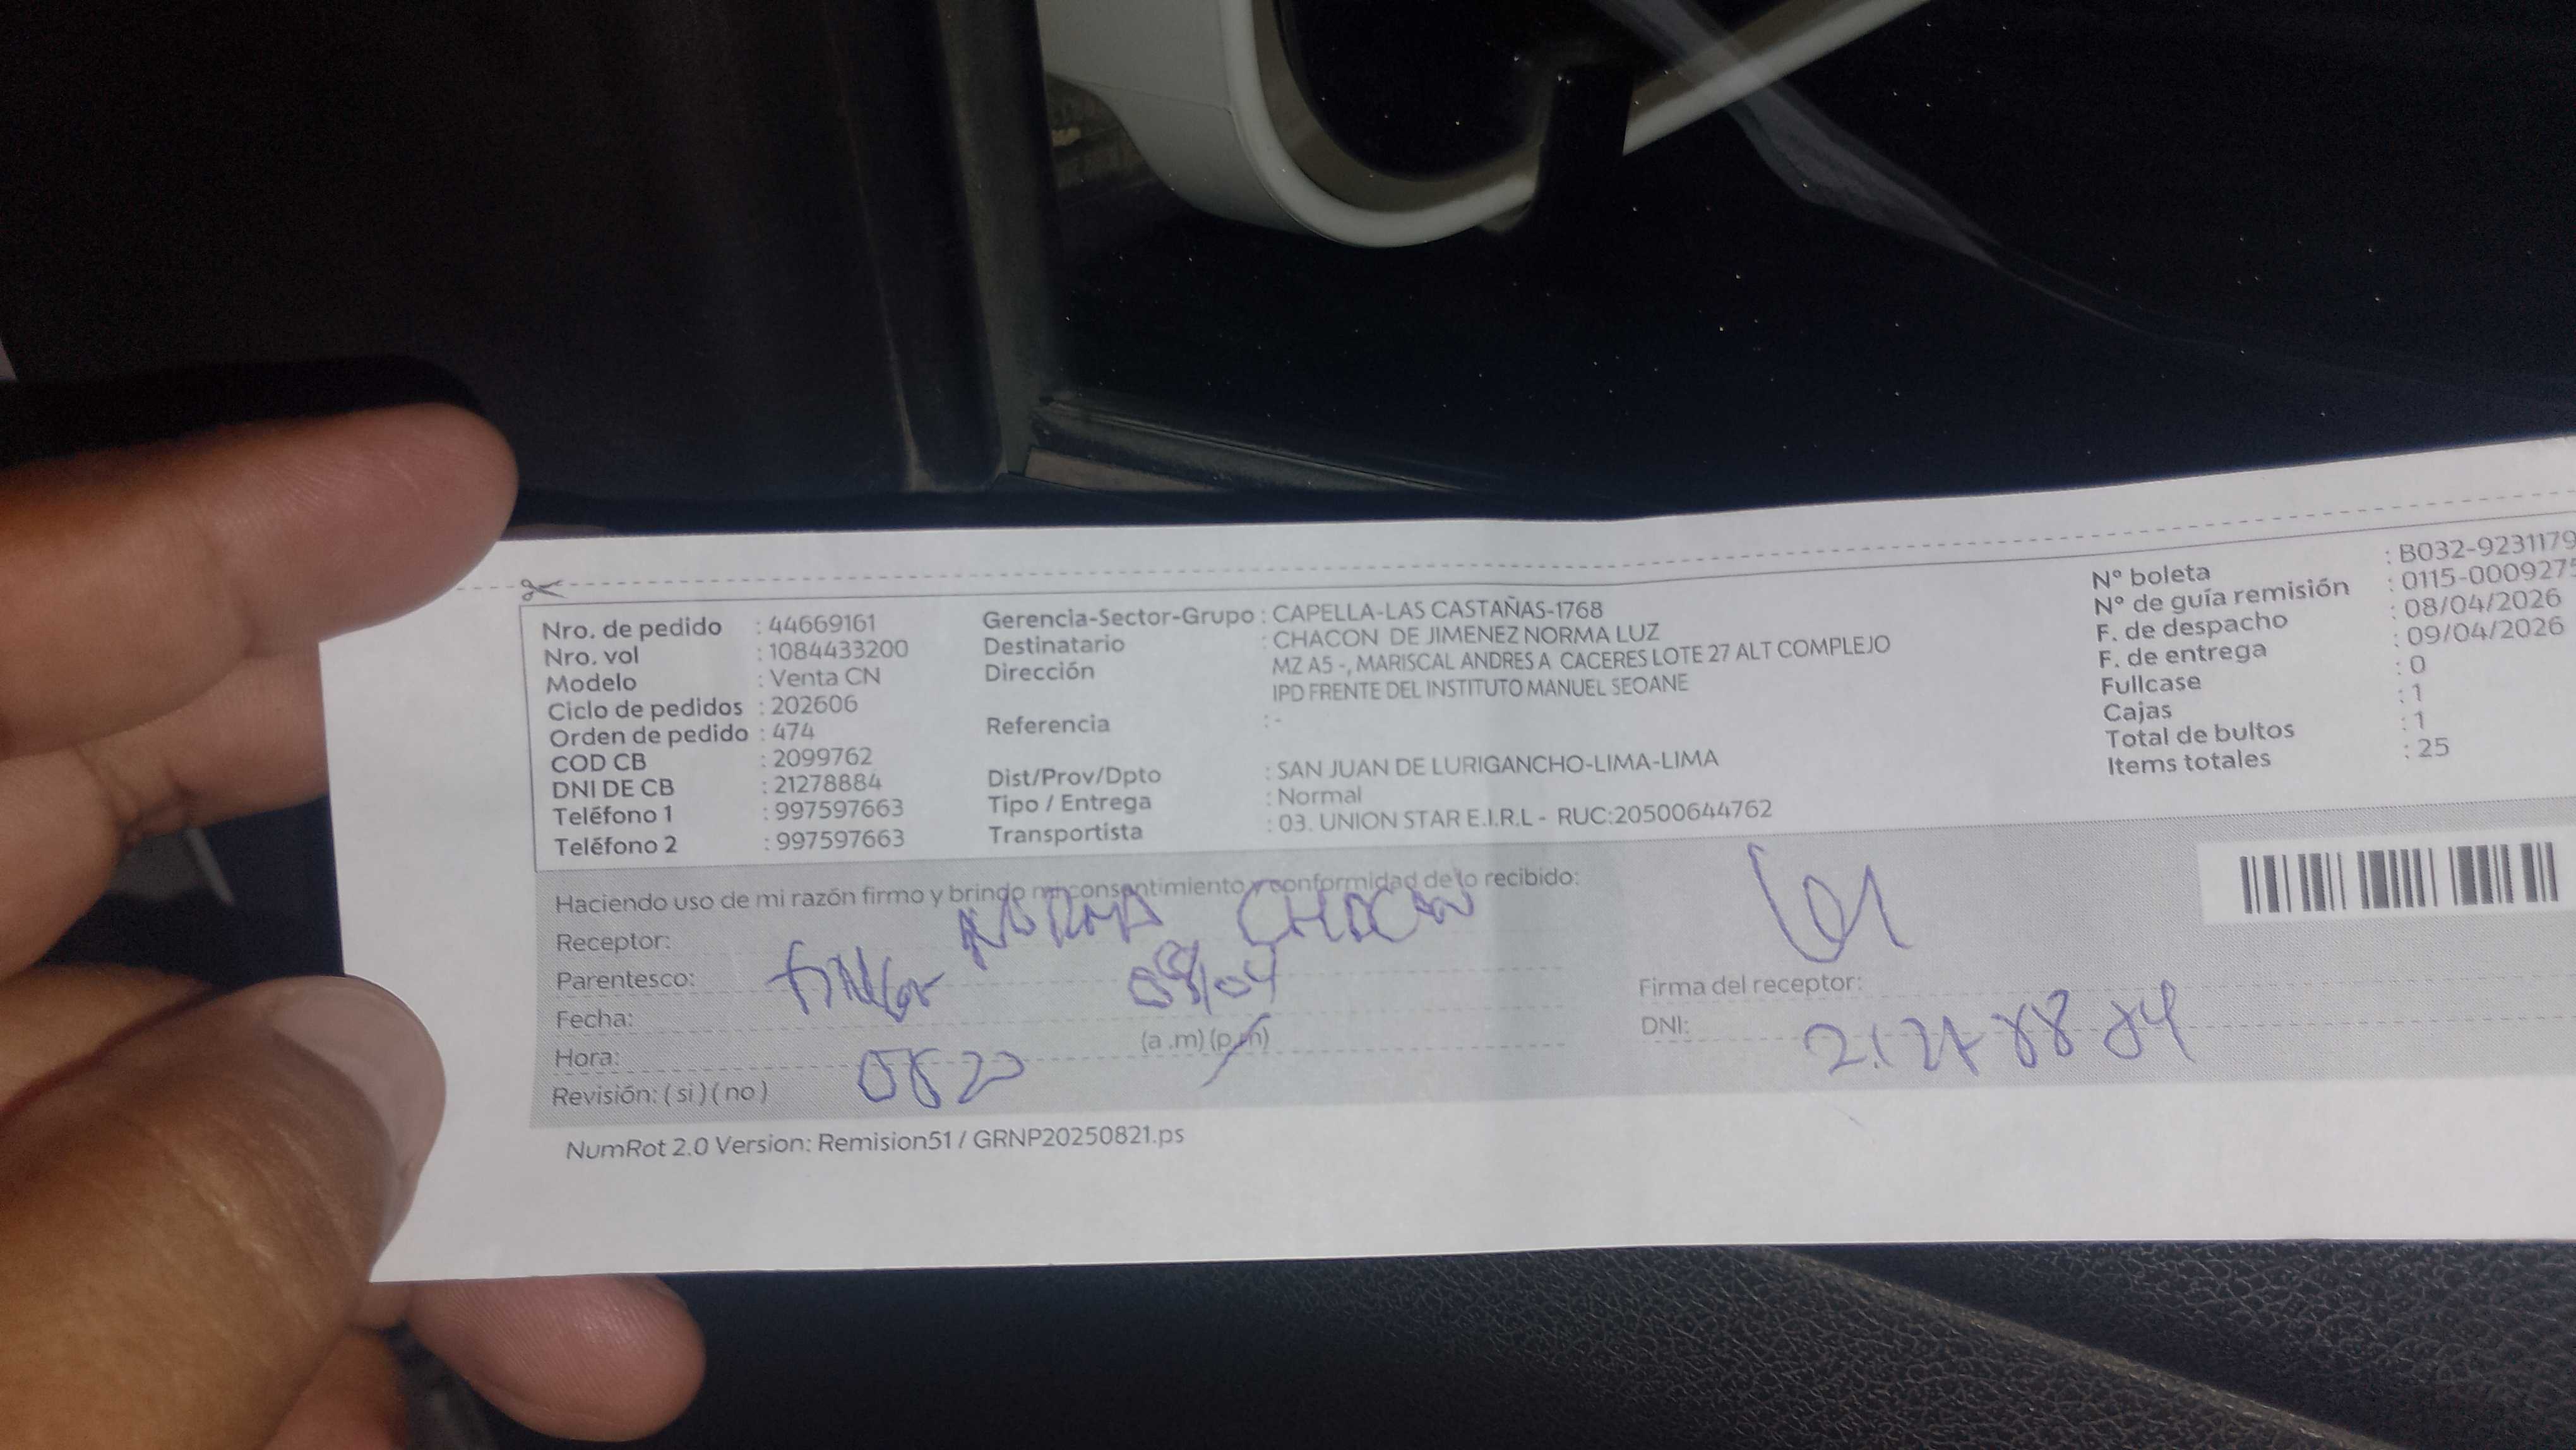 Nro. de pedido : 44669161
Nro. vol : 1084433200
Modelo : Venta CN
Ciclo de pedidos : 202606
Orden de pedido : 474
COD CB : 2099762
DNI DE CB : 21278884
Teléfono 1 : 997597663
Teléfono 2 : 997597663
Gerencia-Sector-Grupo : CAPELLA-LAS CASTAÑAS-1768
Destinatario : CHACON DE JIMENEZ NORMA LUZ
Dirección MZ A5 -, MARISCAL ANDRES A CACERES LOTE 27 ALT COMPLEJO
IPD FRENTE DEL INSTITUTO MANUEL SEOANE
Referencia : -
Dist/Prov/Dpto : SAN JUAN DE LURIGANCHO-LIMA-LIMA
Tipo / Entrega : Normal
Transportista : 03. UNION STAR E.I.R.L - RUC:20500644762
N° boleta : B032-9231179
N° de guía remisión : 0115-0009275
F. de despacho : 08/04/2026
F. de entrega : 09/04/2026
Fullcase : 0
Cajas : 1
Total de bultos : 1
Items totales : 25
Haciendo uso de mi razón firmo y brindo mi consentimiento y conformidad de lo recibido:
Receptor: NORMA CHACON
Parentesco:
Fecha: /04
Hora: (a .m) (p.m)
Revisión: ( si ) ( no )
Firma del receptor:
DNI: 21278884
NumRot 2.0 Version: Remision51 / GRNP20250821.ps